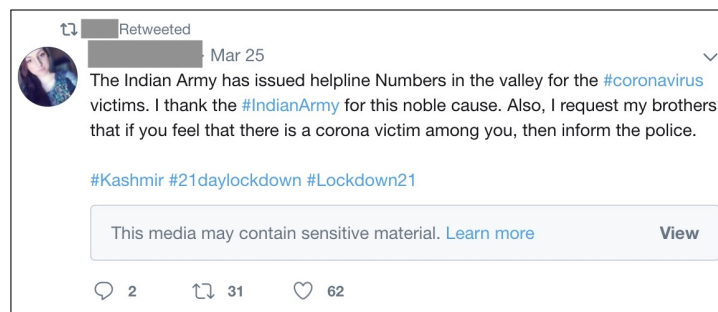 Retweeted
Mar 25
The Indian Army has issued helpline Numbers in the valley for the #coronavirus
victims. I thank the #IndianArmy for this noble cause. Also, I request my brothers
that if you feel that there is a corona victim among you, then inform the police.
#Kashmir #21daylockdown #Lockdown21
This media may contain sensitive material. Learn more View
2 31 62